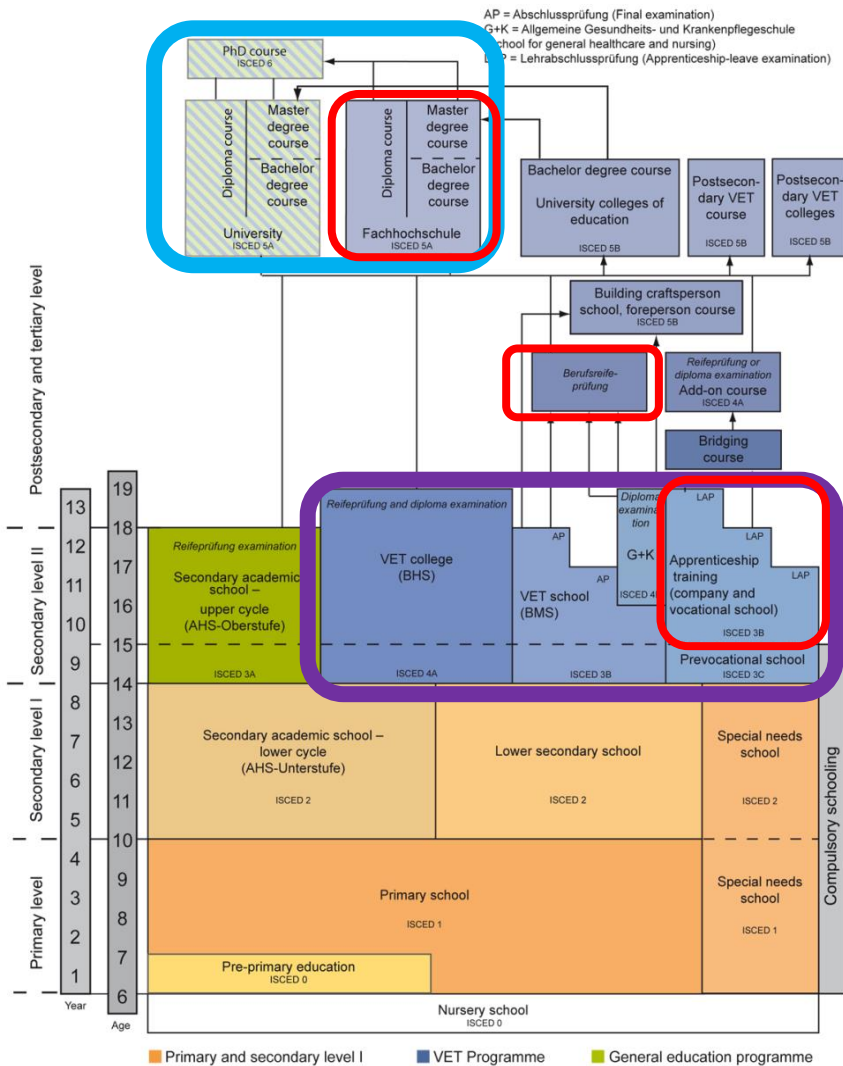 AP = Abschlussprüfung (Final examination)
G+K = Allgemeine Gesundheits- und Krankenpflegeschule
school for general healthcare and nursing)
= Lehrabschlussprüfung (Apprenticeship-leave examination)
PhD course
ISCED 6
Diploma course
Master
degree
course
Bachelor
degree
course
University
ISCED 5A
Diploma course
Master
degree
course
Bachelor
degree
course
Fachhochschule
ISCED 5A
Bachelor degree course
University colleges of
education
ISCED 5B
Postsecon-
dary VET
course
ISCED 5B
Postsecon-
dary VET
colleges
ISCED 5B
Building craftsperson
school, foreperson course
ISCED 5B
Berufsreife-
prüfung
Reifeprüfung or
diploma examination
Add-on course
ISCED 4A
Bridging
course
Postsecondary and tertiary level
Secondary level II
Secondary level I
Primary level
13
12
11
10
9
8
7
6
5
4
3
2
1
Year
19
18
17
16
15
14
13
12
11
10
9
8
7
6
Age
Reifeprüfung examination
Secondary academic
school –
upper cycle
(AHS-Oberstufe)
ISCED 3A
Reifeprüfung and diploma examination
VET college
(BHS)
ISCED 4A
AP
AP
VET school
(BMS)
ISCED 3B
Diploma
examina-
tion
G+K
ISCED 4
LAP
LAP
LAP
Apprenticeship
training
(company and
vocational school)
ISCED 3B
Prevocational school
ISCED 3C
Secondary academic school –
lower cycle
(AHS-Unterstufe)
ISCED 2
Lower secondary school
ISCED 2
Special needs
school
ISCED 2
Primary school
ISCED 1
Special needs
school
ISCED 1
Pre-primary education
ISCED 0
Nursery school
ISCED 0
Compulsory schooling
Primary and secondary level I
VET Programme
General education programme